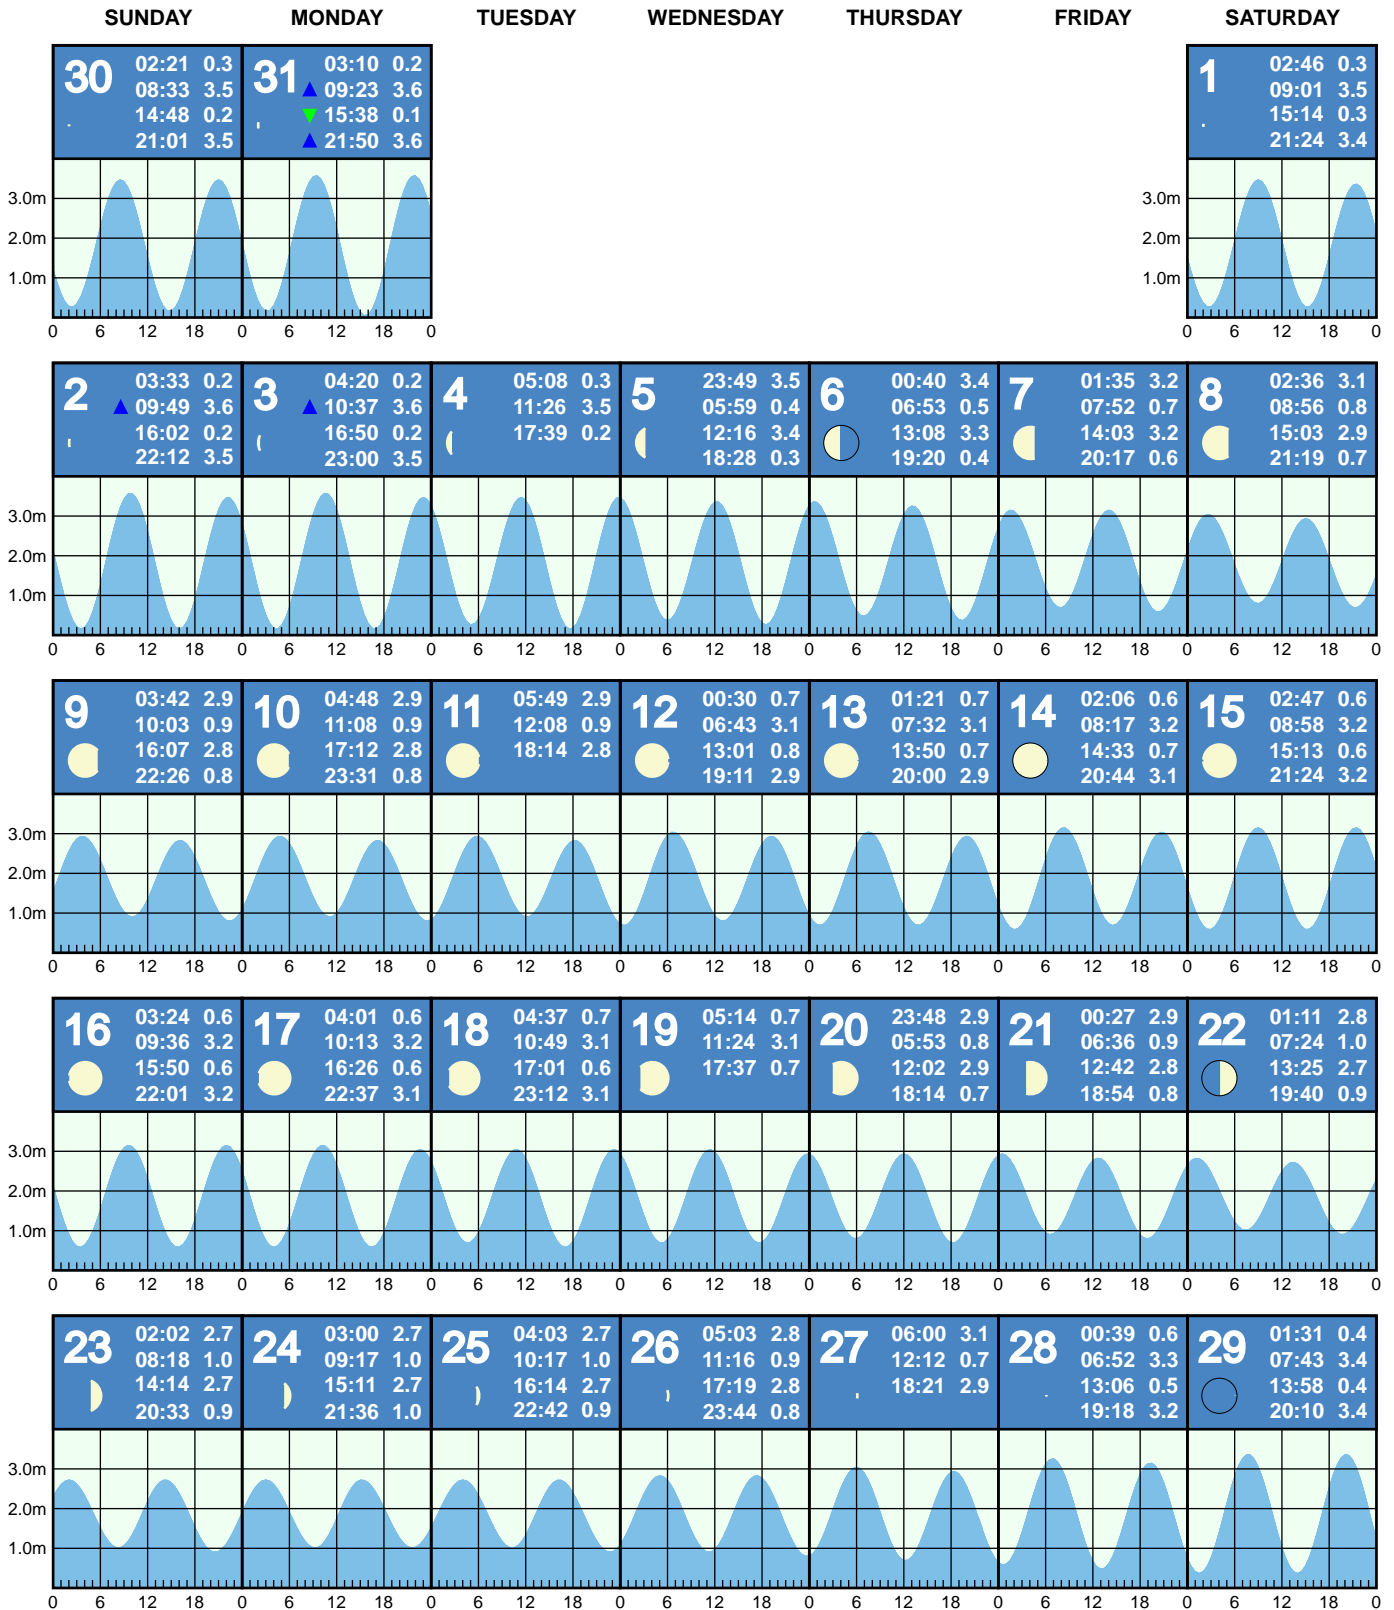 SUNDAY MONDAY TUESDAY WEDNESDAY THURSDAY FRIDAY SATURDAY
30 02:21 0.3
08:33 3.5
14:48 0.2
21:01 3.5
31 03:10 0.2
09:23 3.6
15:38 0.1
21:50 3.6
1 02:46 0.3
09:01 3.5
15:14 0.3
21:24 3.4
3.0m 3.0m
2.0m 2.0m
1.0m 1.0m
0 6 12 18 0 6 12 18 0 0 6 12 18 0
2 03:33 0.2
09:49 3.6
16:02 0.2
22:12 3.5
3 04:20 0.2
10:37 3.6
16:50 0.2
23:00 3.5
4 05:08 0.3
11:26 3.5
17:39 0.2
5 23:49 3.5
05:59 0.4
12:16 3.4
18:28 0.3
6 00:40 3.4
06:53 0.5
13:08 3.3
19:20 0.4
7 01:35 3.2
07:52 0.7
14:03 3.2
20:17 0.6
8 02:36 3.1
08:56 0.8
15:03 2.9
21:19 0.7
3.0m
2.0m
1.0m
0 6 12 18 0 6 12 18 0 6 12 18 0 6 12 18 0 6 12 18 0 6 12 18 0 6 12 18 0
9 03:42 2.9
10:03 0.9
16:07 2.8
22:26 0.8
10 04:48 2.9
11:08 0.9
17:12 2.8
23:31 0.8
11 05:49 2.9
12:08 0.9
18:14 2.8
12 00:30 0.7
06:43 3.1
13:01 0.8
19:11 2.9
13 01:21 0.7
07:32 3.1
13:50 0.7
20:00 2.9
14 02:06 0.6
08:17 3.2
14:33 0.7
20:44 3.1
15 02:47 0.6
08:58 3.2
15:13 0.6
21:24 3.2
3.0m
2.0m
1.0m
0 6 12 18 0 6 12 18 0 6 12 18 0 6 12 18 0 6 12 18 0 6 12 18 0 6 12 18 0
16 03:24 0.6
09:36 3.2
15:50 0.6
22:01 3.2
17 04:01 0.6
10:13 3.2
16:26 0.6
22:37 3.1
18 04:37 0.7
10:49 3.1
17:01 0.6
23:12 3.1
19 05:14 0.7
11:24 3.1
17:37 0.7
20 23:48 2.9
05:53 0.8
12:02 2.9
18:14 0.7
21 00:27 2.9
06:36 0.9
12:42 2.8
18:54 0.8
22 01:11 2.8
07:24 1.0
13:25 2.7
19:40 0.9
3.0m
2.0m
1.0m
0 6 12 18 0 6 12 18 0 6 12 18 0 6 12 18 0 6 12 18 0 6 12 18 0 6 12 18 0
23 02:02 2.7
08:18 1.0
14:14 2.7
20:33 0.9
24 03:00 2.7
09:17 1.0
15:11 2.7
21:36 1.0
25 04:03 2.7
10:17 1.0
16:14 2.7
22:42 0.9
26 05:03 2.8
11:16 0.9
17:19 2.8
23:44 0.8
27 06:00 3.1
12:12 0.7
18:21 2.9
28 00:39 0.6
06:52 3.3
13:06 0.5
19:18 3.2
29 01:31 0.4
07:43 3.4
13:58 0.4
20:10 3.4
3.0m
2.0m
1.0m
0 6 12 18 0 6 12 18 0 6 12 18 0 6 12 18 0 6 12 18 0 6 12 18 0 6 12 18 0